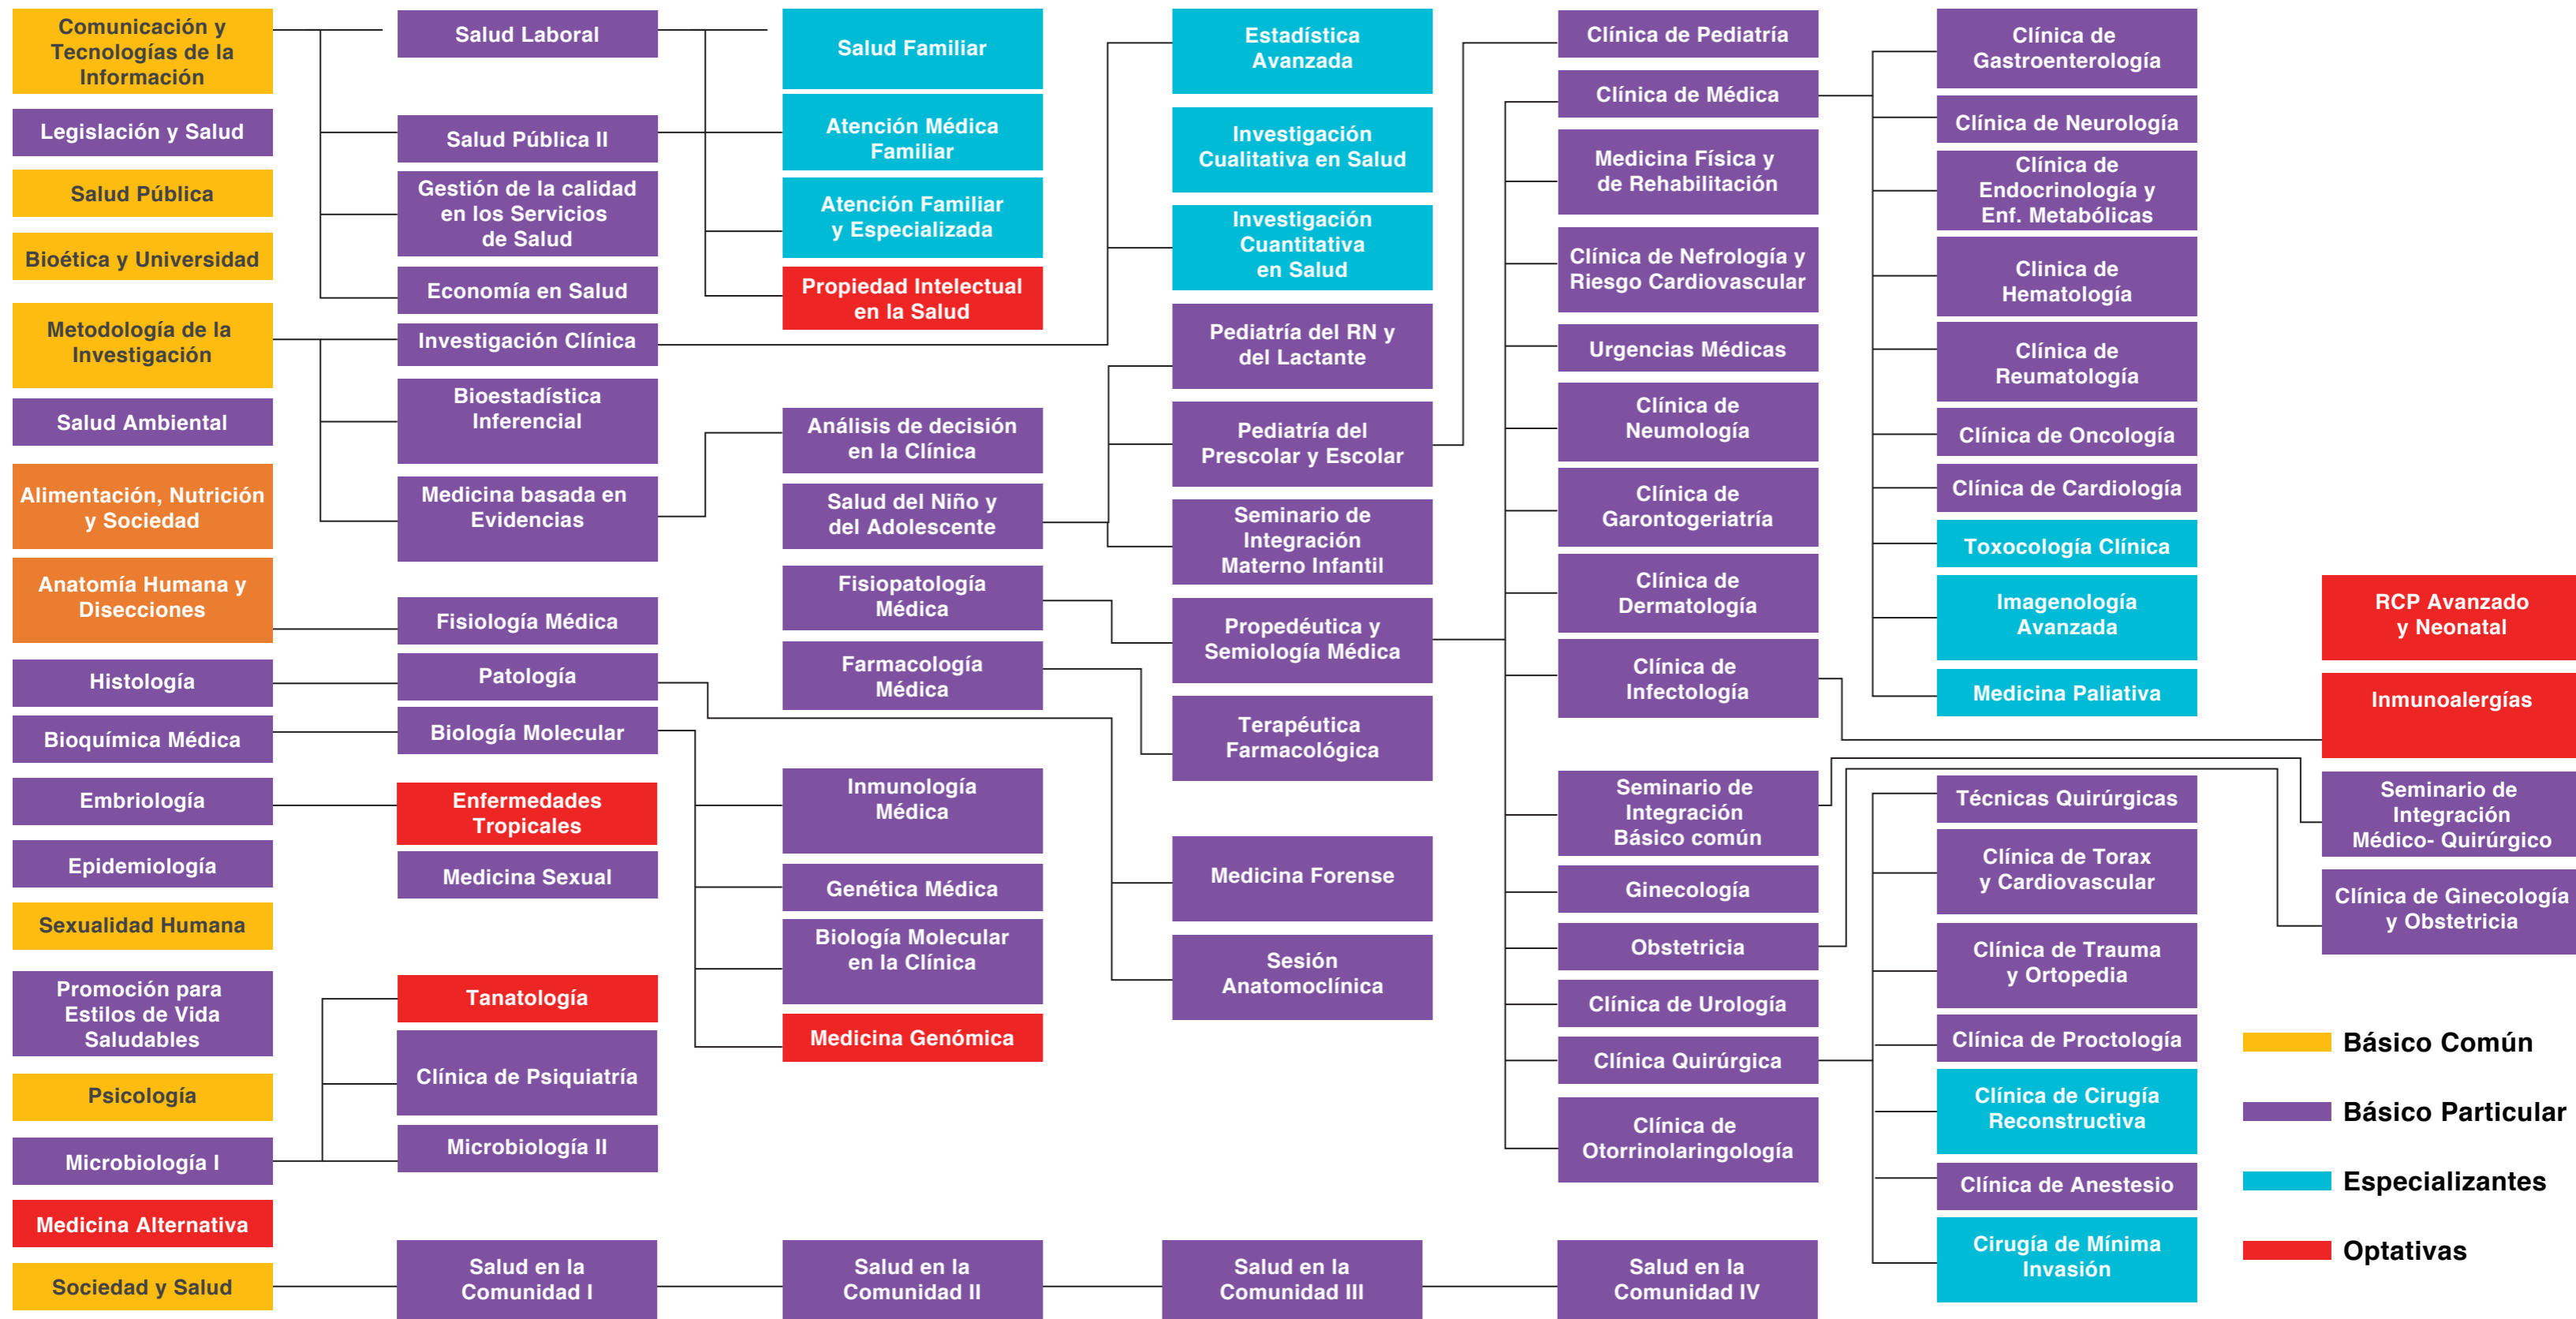 Comunicación y
Tecnologías de la
Información
Legislación y Salud
Salud Pública
Bioética y Universidad
Metodología de la
Investigación
Salud Ambiental
Alimentación, Nutrición
y Sociedad
Anatomía Humana y
Disecciones
Histología
Bioquímica Médica
Embriología
Epidemiología
Sexualidad Humana
Promoción para
Estilos de Vida
Saludables
Psicología
Microbiología I
Medicina Alternativa
Sociedad y Salud
Salud Laboral
Salud Pública II
Gestión de la calidad
en los Servicios
de Salud
Economía en Salud
Investigación Clínica
Bioestadística
Inferencial
Medicina basada en
Evidencias
Fisiología Médica
Patología
Biología Molecular
Enfermedades
Tropicales
Medicina Sexual
Tanatología
Clínica de Psiquiatría
Microbiología II
Salud en la
Comunidad I
Salud Familiar
Atención Médica
Familiar
Atención Familiar
y Especializada
Propiedad Intelectual
en la Salud
Análisis de decisión
en la Clínica
Salud del Niño y
del Adolescente
Fisiopatología
Médica
Farmacología
Médica
Inmunología
Médica
Genética Médica
Biología Molecular
en la Clínica
Medicina Genómica
Salud en la
Comunidad II
Estadística
Avanzada
Investigación
Cualitativa en Salud
Investigación
Cuantitativa
en Salud
Pediatría del RN y
del Lactante
Pediatría del
Prescolar y Escolar
Seminario de
Integración
Materno Infantil
Propedéutica y
Semiología Médica
Terapéutica
Farmacológica
Medicina Forense
Sesión
Anatomoclínica
Salud en la
Comunidad III
Clínica de Pediatría
Clínica de Médica
Medicina Física y
de Rehabilitación
Clínica de Nefrología y
Riesgo Cardiovascular
Urgencias Médicas
Clínica de
Neumología
Clínica de
Garontogeriatría
Clínica de
Dermatología
Clínica de
Infectología
Seminario de
Integración
Básico común
Ginecología
Obstetricia
Clínica de Urología
Clínica Quirúrgica
Clínica de
Otorrinolaringología
Salud en la
Comunidad IV
Clínica de
Gastroenterología
Clínica de Neurología
Clínica de
Endocrinología y
Enf. Metabólicas
Clinica de
Hematología
Clínica de
Reumatología
Clínica de Oncología
Clínica de Cardiología
Toxocología Clínica
Imagenología
Avanzada
Medicina Paliativa
Técnicas Quirúrgicas
Clínica de Torax
y Cardiovascular
Clínica de Trauma
y Ortopedia
Clínica de Proctología
Clínica de Cirugía
Reconstructiva
Clínica de Anestesio
Cirugía de Mínima
Invasión
RCP Avanzado
y Neonatal
Inmunoalergías
Seminario de
Integración
Médico- Quirúrgico
Clínica de Ginecología
y Obstetricia
Básico Común
Básico Particular
Especializantes
Optativas